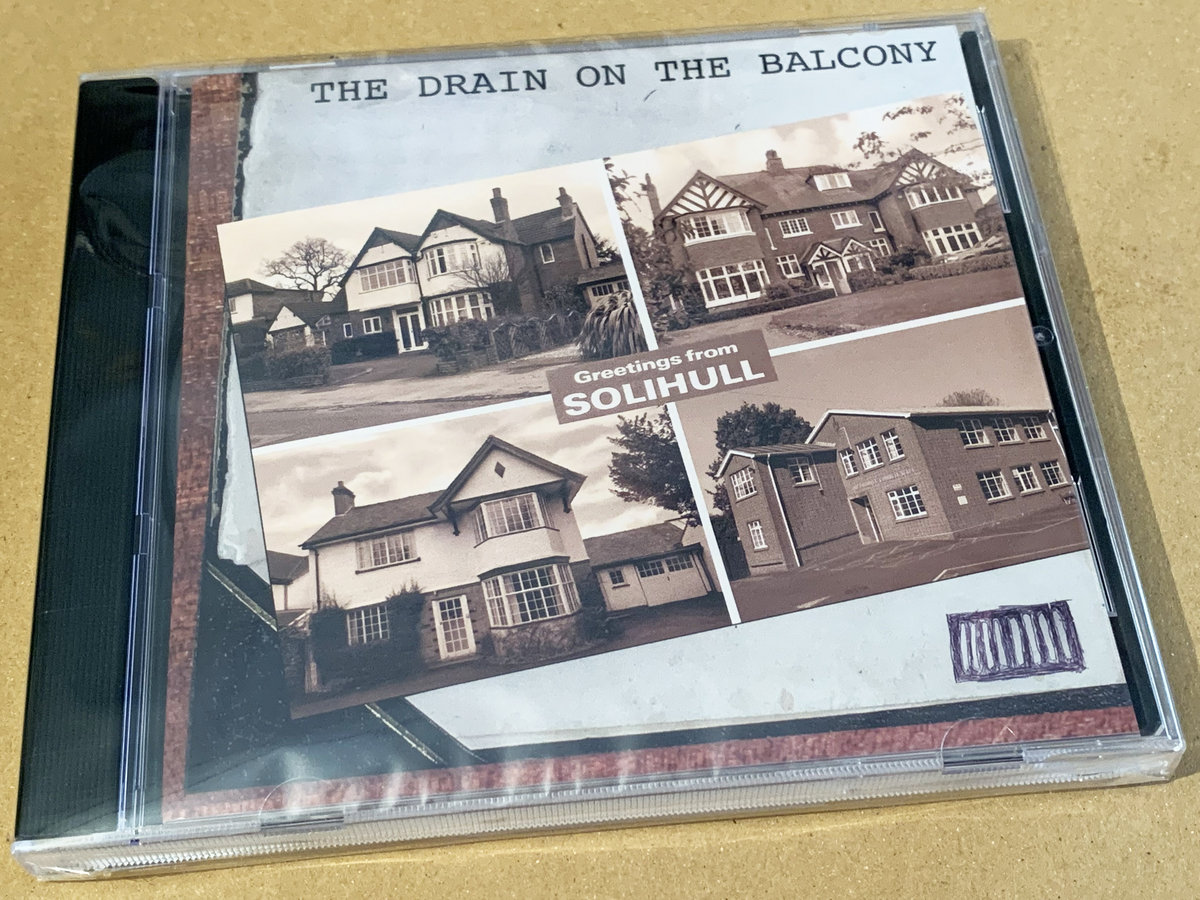 THE DRAIN ON THE BALCONY
Greetings from
SOLIHULL